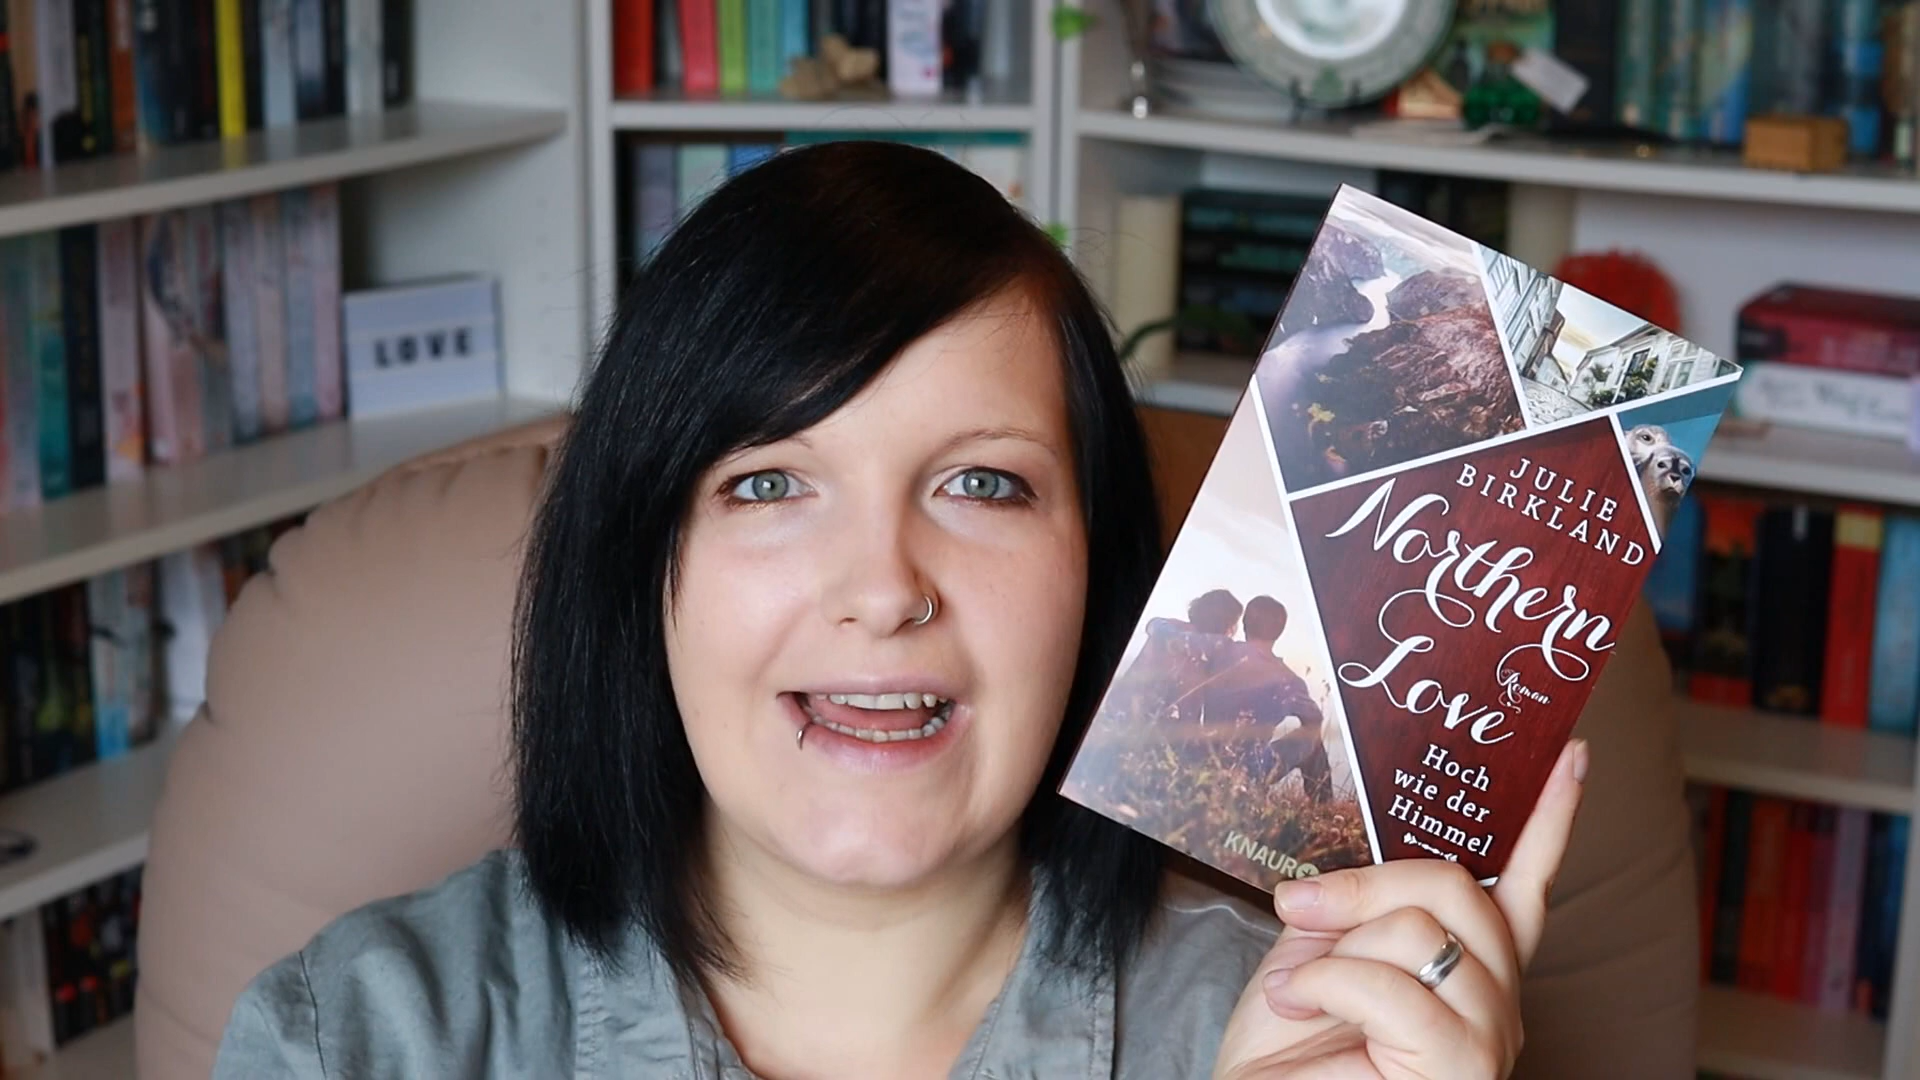 LOVE
JULIE
BIRKLAND
Northern
Love
Roman
Hoch
wie der
Himmel
KNAUR